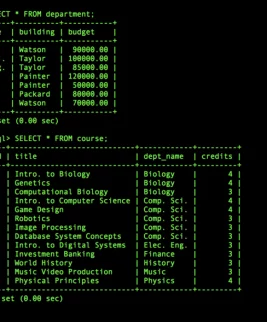 ECT * FROM department;
| building | budget |
| Watson | 90000.00 |
. | Taylor | 100000.00 |
g. | Taylor | 85000.00 |
| Painter | 120000.00 |
| Painter | 50000.00 |
| Packard | 80000.00 |
| Watson | 70000.00 |
set (0.00 sec)
ql> SELECT * FROM course;
| title | dept_name | credits |
| Intro. to Biology | Biology | 4 |
| Genetics | Biology | 4 |
| Computational Biology | Biology | 3 |
| Intro. to Computer Science | Comp. Sci. | 4 |
| Game Design | Comp. Sci. | 4 |
| Robotics | Comp. Sci. | 3 |
| Image Processing | Comp. Sci. | 3 |
| Database System Concepts | Comp. Sci. | 3 |
| Intro. to Digital Systems | Elec. Eng. | 3 |
| Investment Banking | Finance | 3 |
| World History | History | 3 |
| Music Video Production | Music | 3 |
| Physical Principles | Physics | 4 |
set (0.00 sec)